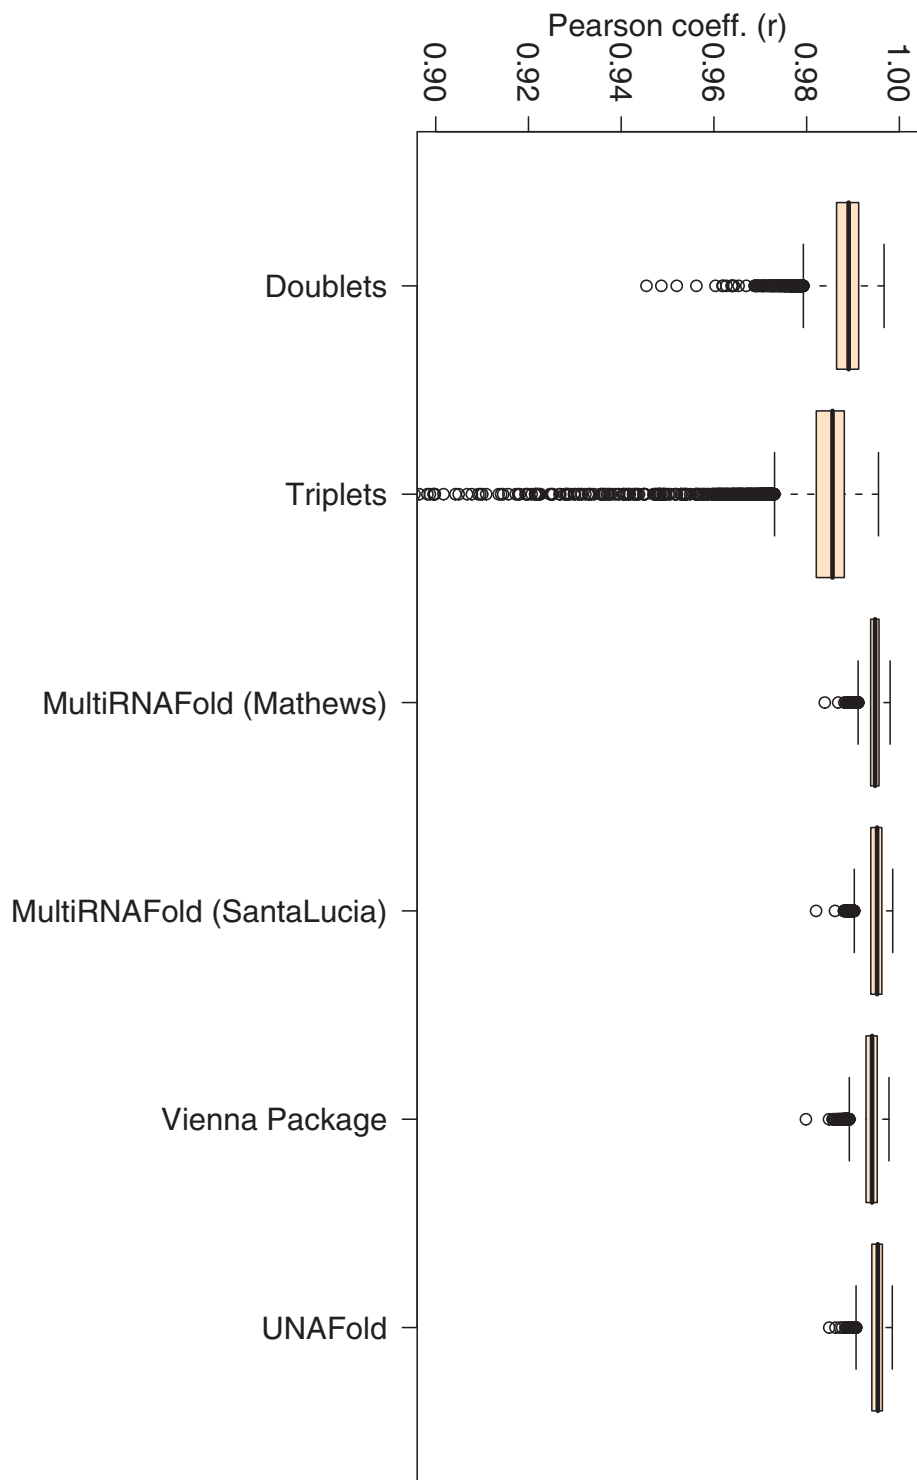 Pearson coeff. (r)
0.90
0.92
0.94
0.96
0.98
1.00
Doublets
Triplets
MultiRNAFold (Mathews)
MultiRNAFold (SantaLucia)
Vienna Package
UNAFold